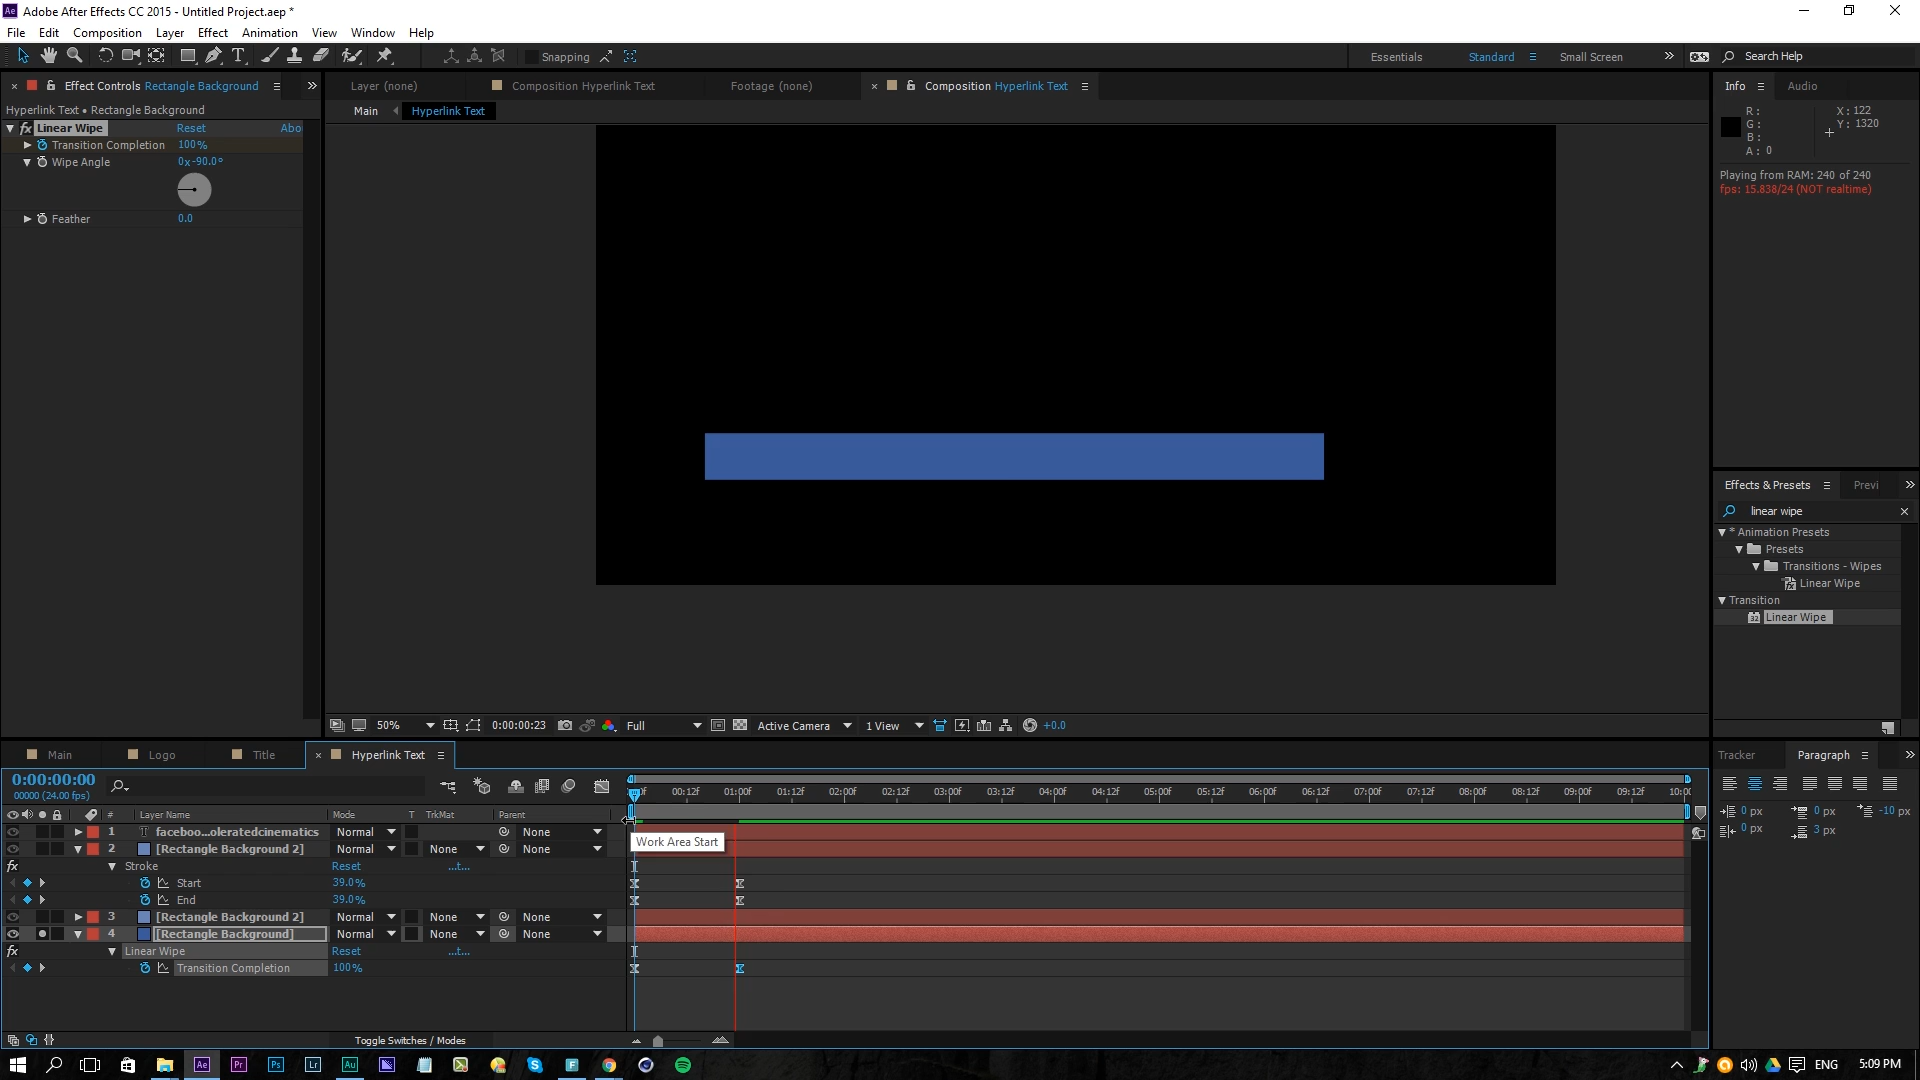 Adobe After Effects CC 2015 - Untitled Project.aep *
File Edit Composition Layer Effect Animation View Window Help
Snapping Essentials Standard Small Screen Search Help
Effect Controls Rectangle Background
Layer (none) Composition Hyperlink Text Footage (none) Composition Hyperlink Text
Info Audio
Hyperlink Text • Rectangle Background
Main Hyperlink Text
fx Linear Wipe Reset Abo
Transition Completion 100%
Wipe Angle 0x-90.0°
Feather 0.0
R:
G:
B:
A: 0
X: 122
Y: 1320
Playing from RAM: 240 of 240
fps: 15.838/24 (NOT realtime)
Effects & Presets Previ
linear wipe
* Animation Presets
Presets
Transitions - Wipes
Linear Wipe
Transition
Linear Wipe
50% 0:00:00:23 Full Active Camera 1 View +0.0
Main Logo Title Hyperlink Text
Tracker Paragraph
0:00:00:00
00000 (24.00 fps)
00:12f 01:00f 01:12f 02:00f 02:12f 03:00f 03:12f 04:00f 04:12f 05:00f 05:12f 06:00f 06:12f 07:00f 07:12f 08:00f 08:12f 09:00f 09:12f 10:00
# Layer Name Mode T TrkMat Parent
1 T faceboo...oleratedcinematics Normal None
2 [Rectangle Background 2] Normal None None
fx Stroke Reset ...t...
Start 39.0%
End 39.0%
3 [Rectangle Background 2] Normal None None
4 [Rectangle Background] Normal None None
fx Linear Wipe Reset ...t...
Transition Completion 100%
Work Area Start
0 px 0 px -10 px
0 px 3 px
Toggle Switches / Modes
Ae Pr Ps Lr Au F S
ENG 5:09 PM